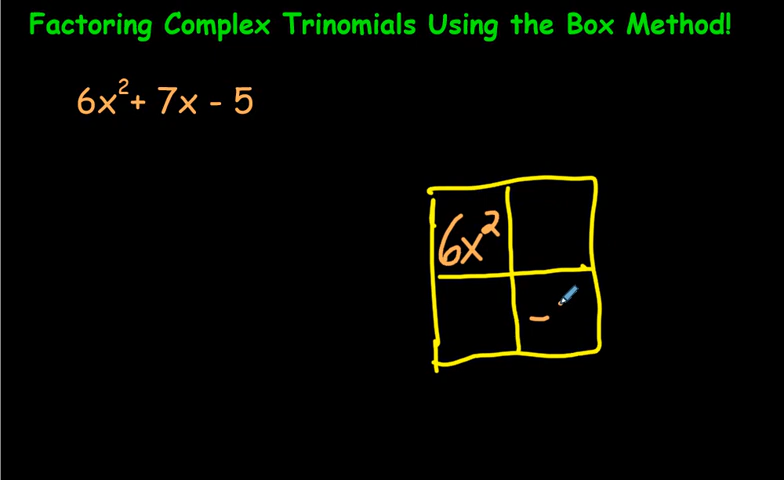 Factoring Complex Trinomials Using the Box Method!
6x² + 7x - 5
6x²
-